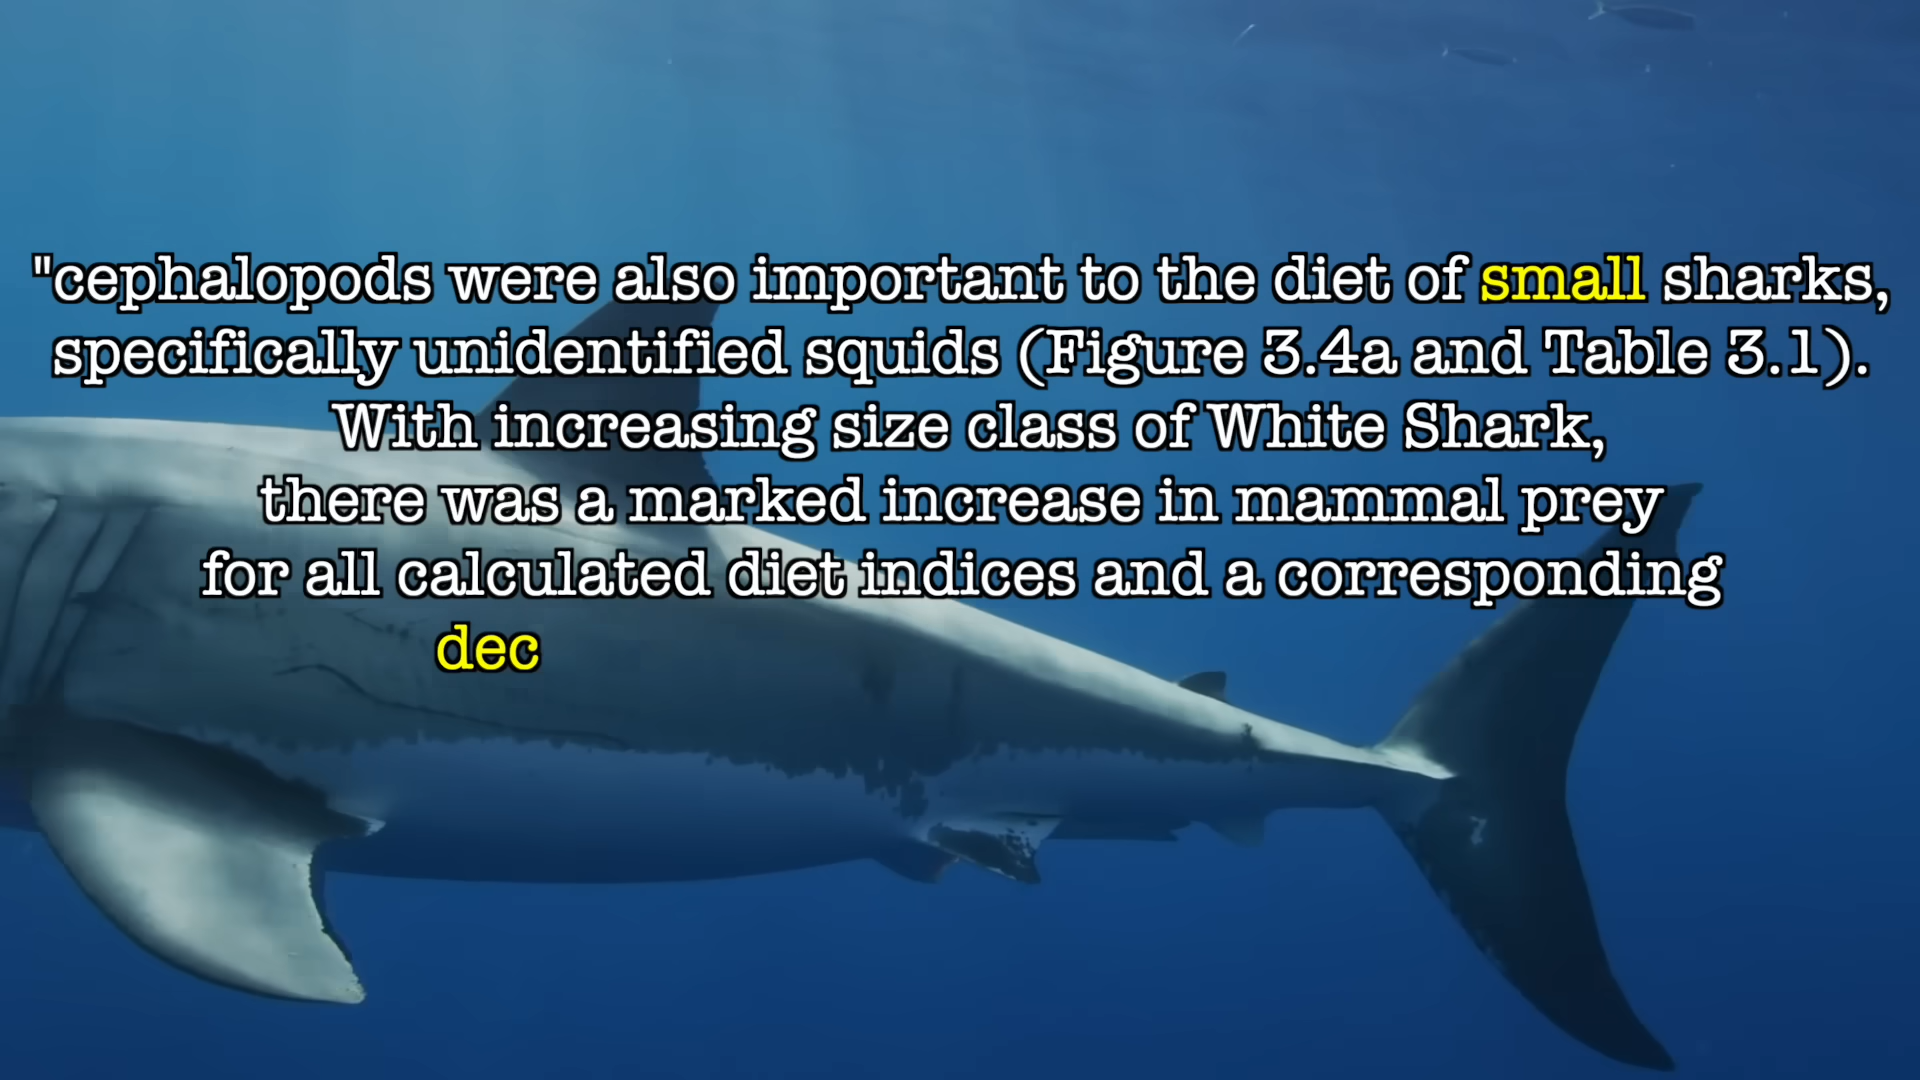 "cephalopods were also important to the diet of small sharks,
specifically unidentified squids (Figure 3.4a and Table 3.1).
With increasing size class of White Shark,
there was a marked increase in mammal prey
for all calculated diet indices and a corresponding
dec